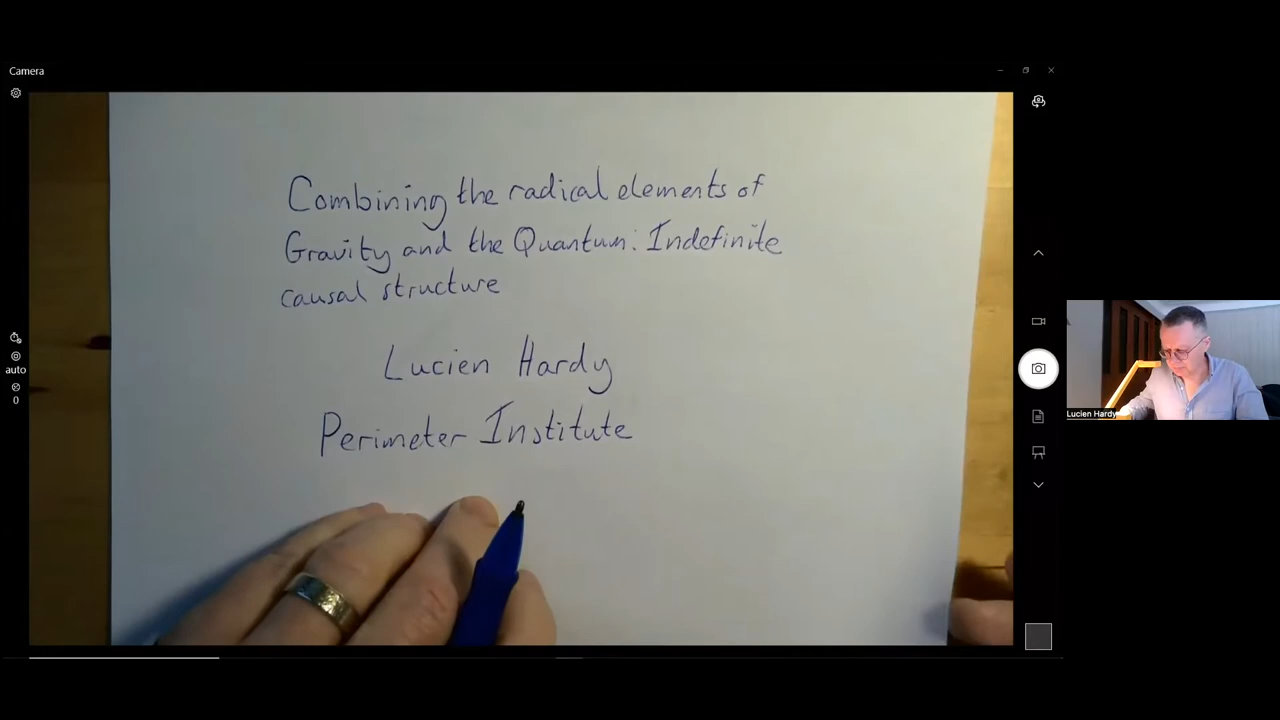 Camera
Combining the radical elements of
Gravity and the Quantum: Indefinite
causal structure
Lucien Hardy
Perimeter Institute
auto
0
Lucien Hardy